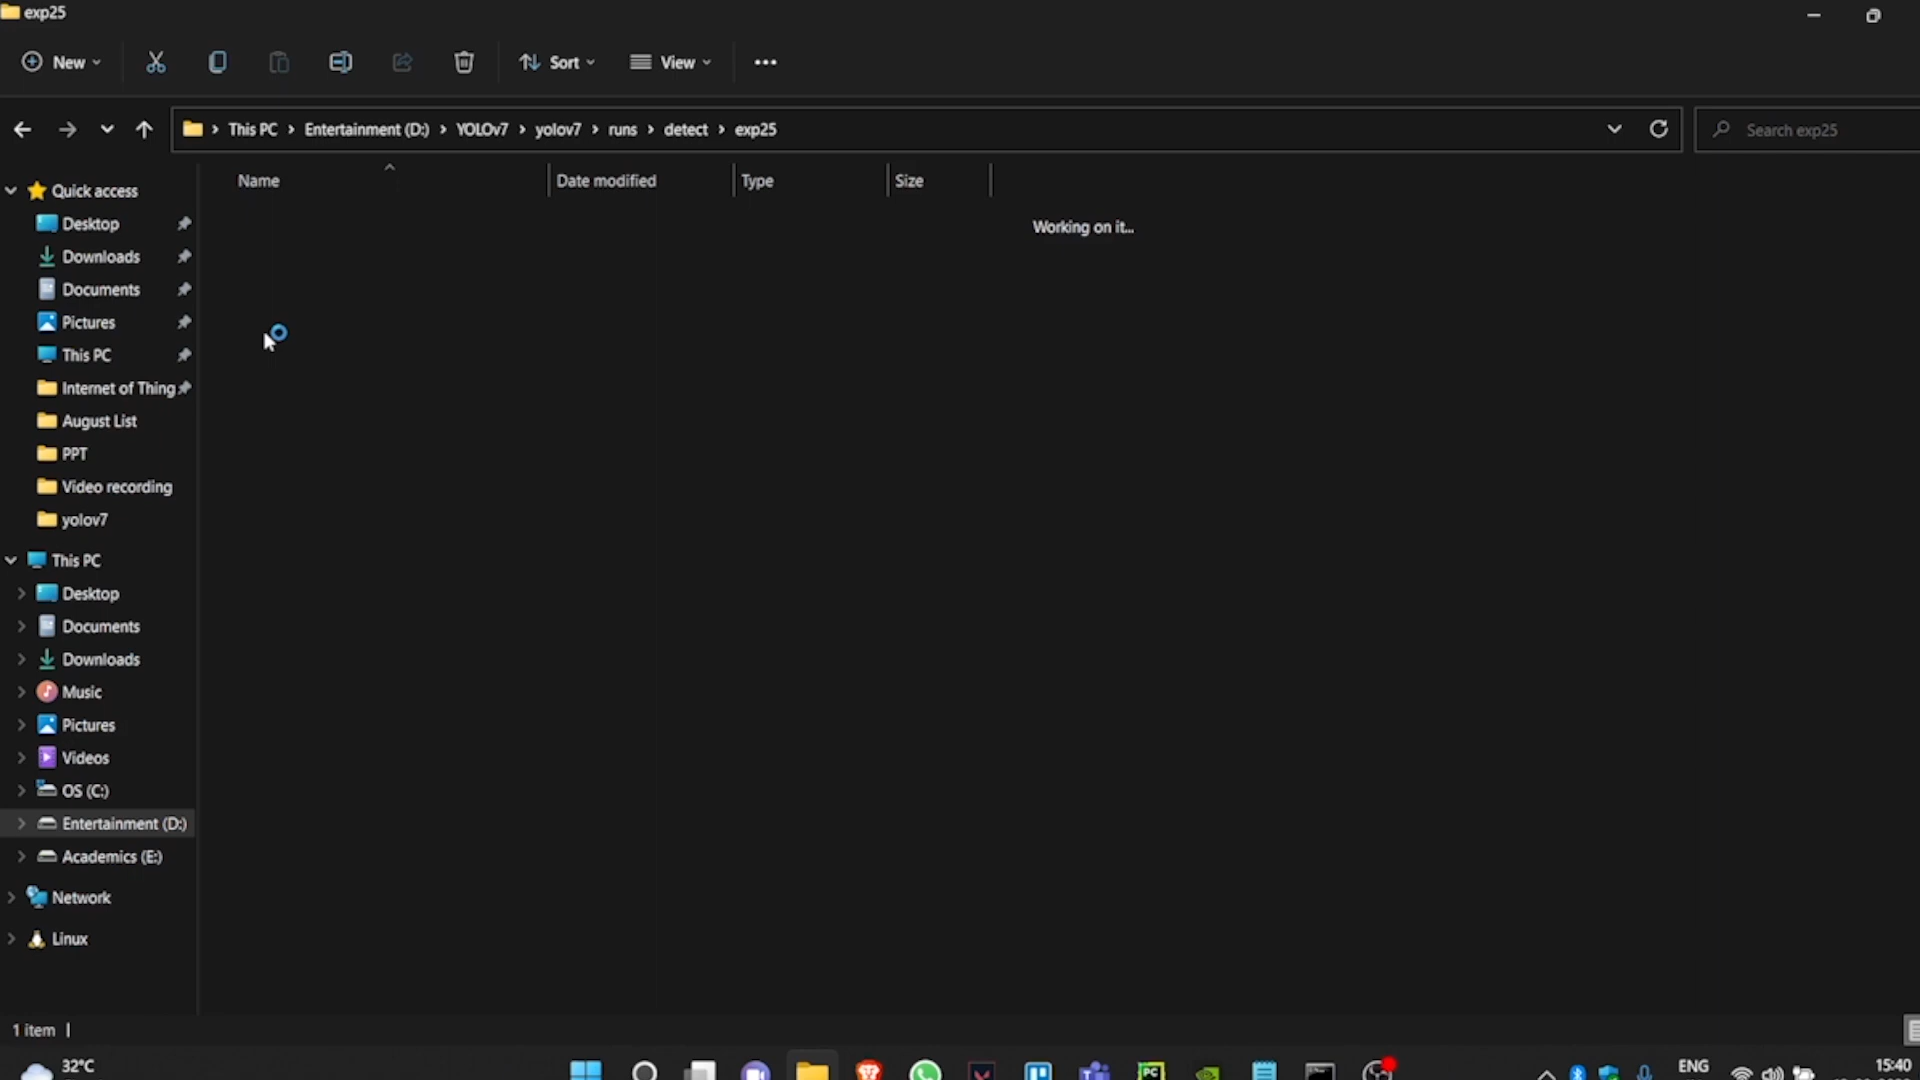 exp25
New
Sort
View
This PC > Entertainment (D:) > YOLOv7 > yolov7 > runs > detect > exp25
Search exp25
Name
Date modified
Type
Size
Working on it...
Quick access
Desktop
Downloads
Documents
Pictures
This PC
Internet of Thing
August List
PPT
Video recording
yolov7
This PC
Desktop
Documents
Downloads
Music
Pictures
Videos
OS (C:)
Entertainment (D:)
Academics (E:)
Network
Linux
1 item
32°C
PC
ENG
15:40